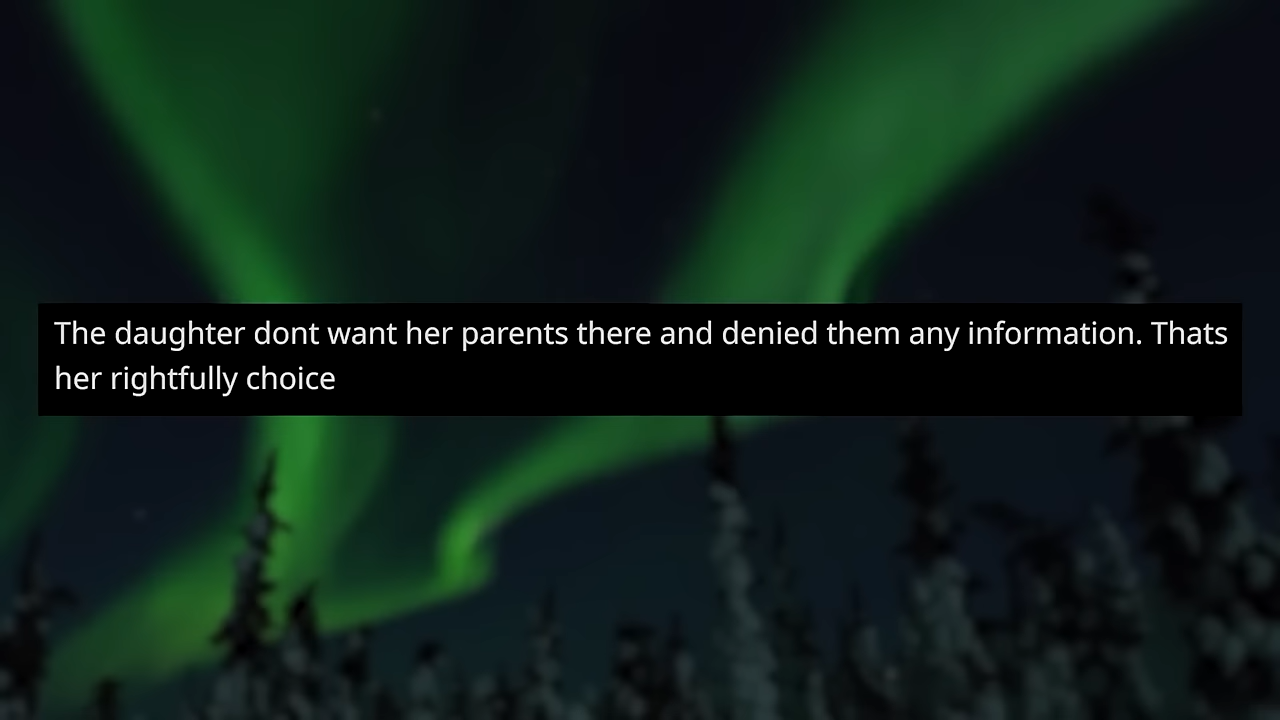 The daughter dont want her parents there and denied them any information. Thats
her rightfully choice